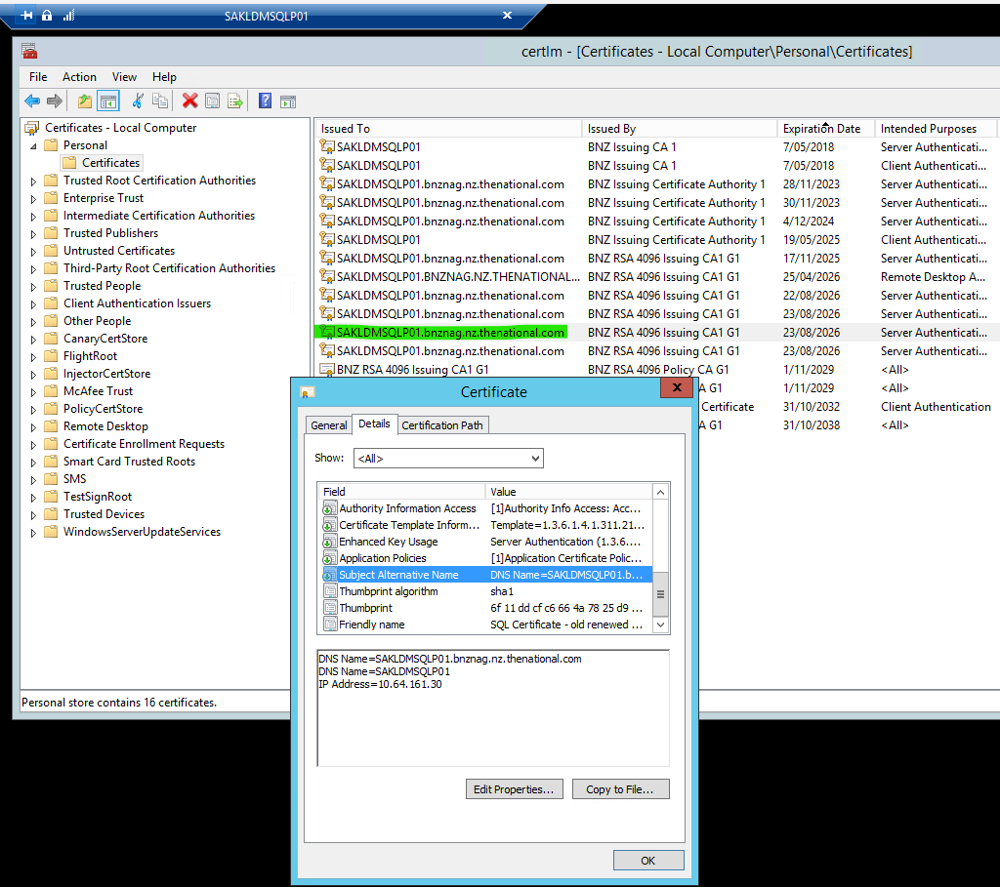 SAKLDMSQLP01
certlm - [Certificates - Local Computer\Personal\Certificates]
File Action View Help
Certificates - Local Computer
Personal
Certificates
Trusted Root Certification Authorities
Enterprise Trust
Intermediate Certification Authorities
Trusted Publishers
Untrusted Certificates
Third-Party Root Certification Authorities
Trusted People
Client Authentication Issuers
Other People
CanaryCertStore
FlightRoot
InjectorCertStore
McAfee Trust
PolicyCertStore
Remote Desktop
Certificate Enrollment Requests
Smart Card Trusted Roots
SMS
TestSignRoot
Trusted Devices
WindowsServerUpdateServices
Issued To Issued By Expiration Date Intended Purposes
SAKLDMSQLP01 BNZ Issuing CA 1 7/05/2018 Server Authenticati...
SAKLDMSQLP01 BNZ Issuing CA 1 7/05/2018 Client Authenticati...
SAKLDMSQLP01.bnznag.nz.thenational.com BNZ Issuing Certificate Authority 1 28/11/2023 Server Authenticati...
SAKLDMSQLP01.bnznag.nz.thenational.com BNZ Issuing Certificate Authority 1 30/11/2023 Server Authenticati...
SAKLDMSQLP01.bnznag.nz.thenational.com BNZ Issuing Certificate Authority 1 4/12/2024 Server Authenticati...
SAKLDMSQLP01 BNZ Issuing Certificate Authority 1 19/05/2025 Client Authenticati...
SAKLDMSQLP01.bnznag.nz.thenational.com BNZ RSA 4096 Issuing CA1 G1 17/11/2025 Server Authenticati...
SAKLDMSQLP01.BNZNAG.NZ.THENATIONAL... BNZ RSA 4096 Issuing CA1 G1 25/04/2026 Remote Desktop A...
SAKLDMSQLP01.bnznag.nz.thenational.com BNZ RSA 4096 Issuing CA1 G1 22/08/2026 Server Authenticati...
SAKLDMSQLP01.bnznag.nz.thenational.com BNZ RSA 4096 Issuing CA1 G1 23/08/2026 Server Authenticati...
SAKLDMSQLP01.bnznag.nz.thenational.com BNZ RSA 4096 Issuing CA1 G1 23/08/2026 Server Authenticati...
SAKLDMSQLP01.bnznag.nz.thenational.com BNZ RSA 4096 Issuing CA1 G1 23/08/2026 Server Authenticati...
BNZ RSA 4096 Issuing CA1 G1 BNZ RSA 4096 Policy CA G1 1/11/2029 <All>
A G1 1/11/2029 <All>
Certificate 31/10/2032 Client Authentication
A G1 31/10/2038 <All>
Personal store contains 16 certificates.
Certificate
General Details Certification Path
Show: <All>
Field Value
Authority Information Access [1]Authority Info Access: Acc...
Certificate Template Inform... Template=1.3.6.1.4.1.311.21...
Enhanced Key Usage Server Authentication (1.3.6....
Application Policies [1]Application Certificate Polic...
Subject Alternative Name DNS Name=SAKLDMSQLP01.b...
Thumbprint algorithm sha1
Thumbprint 6f 11 dd cf c6 66 4a 78 25 d9 ...
Friendly name SQL Certificate - old renewed ...
DNS Name=SAKLDMSQLP01.bnznag.nz.thenational.com
DNS Name=SAKLDMSQLP01
IP Address=10.64.161.30
Edit Properties... Copy to File...
OK